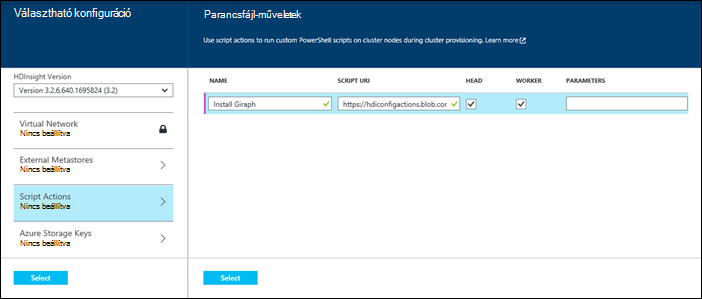 Választható konfiguráció
HDInsight Version
Version 3.2.6.640.1695824 (3.2)
Virtual Network
Nincs beállítva
External Metastores
Nincs beállítva
Script Actions
Nincs beállítva
Azure Storage Keys
Nincs beállítva
Select
Parancsfájl-műveletek
Use script actions to run custom PowerShell scripts on cluster nodes during cluster provisioning. Learn more
NAME SCRIPT URI HEAD WORKER PARAMETERS
Install Giraph https://hdiconfigactions.blob.cor
Select